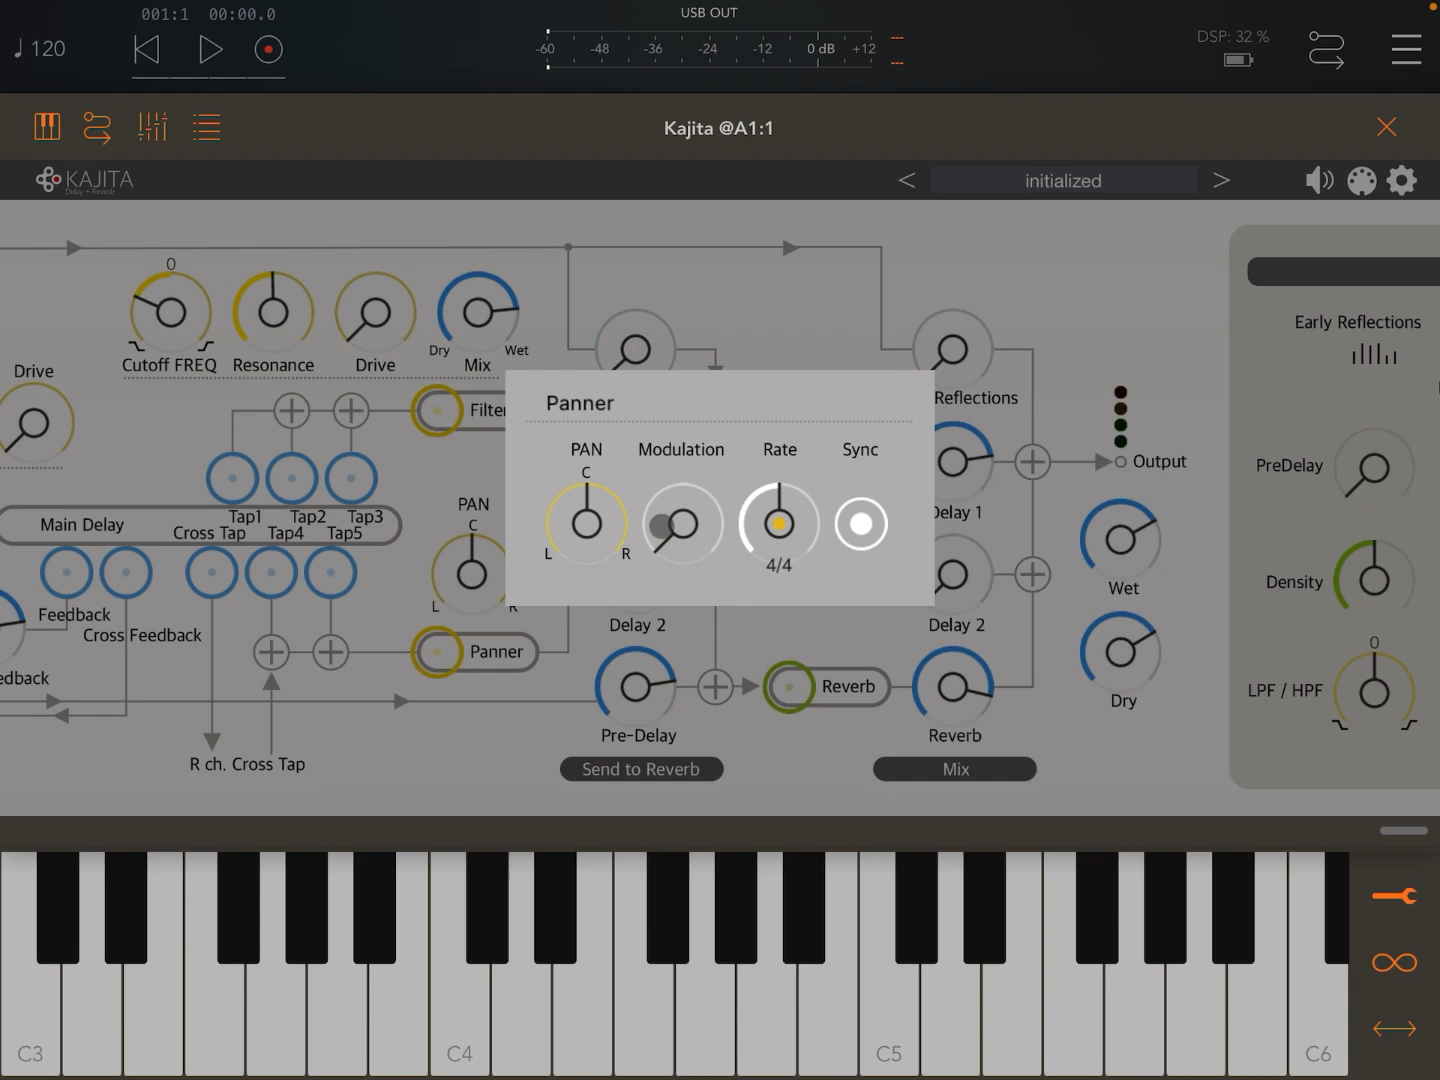 001:1 00:00.0
USB OUT
120
-60 -48 -36 -24 -12 0 dB +12
DSP: 32 %
Kajita @A1:1
KAJITA
Delay + Reverb
<
initialized
>
0
Cutoff FREQ
Resonance
Drive
Dry
Wet
Mix
Drive
Filter
Early Reflections
Panner
PAN
C
L
R
Modulation
Rate
4/4
Sync
Reflections
Output
PreDelay
Tap1
Tap2
Tap3
Main Delay
Cross Tap
Tap4
Tap5
PAN
C
L
R
Delay 1
Feedback
Cross Feedback
edback
Delay 2
Panner
Delay 2
Wet
Density
Reverb
Dry
0
LPF / HPF
Pre-Delay
Reverb
R ch. Cross Tap
Send to Reverb
Mix
C3
C4
C5
C6